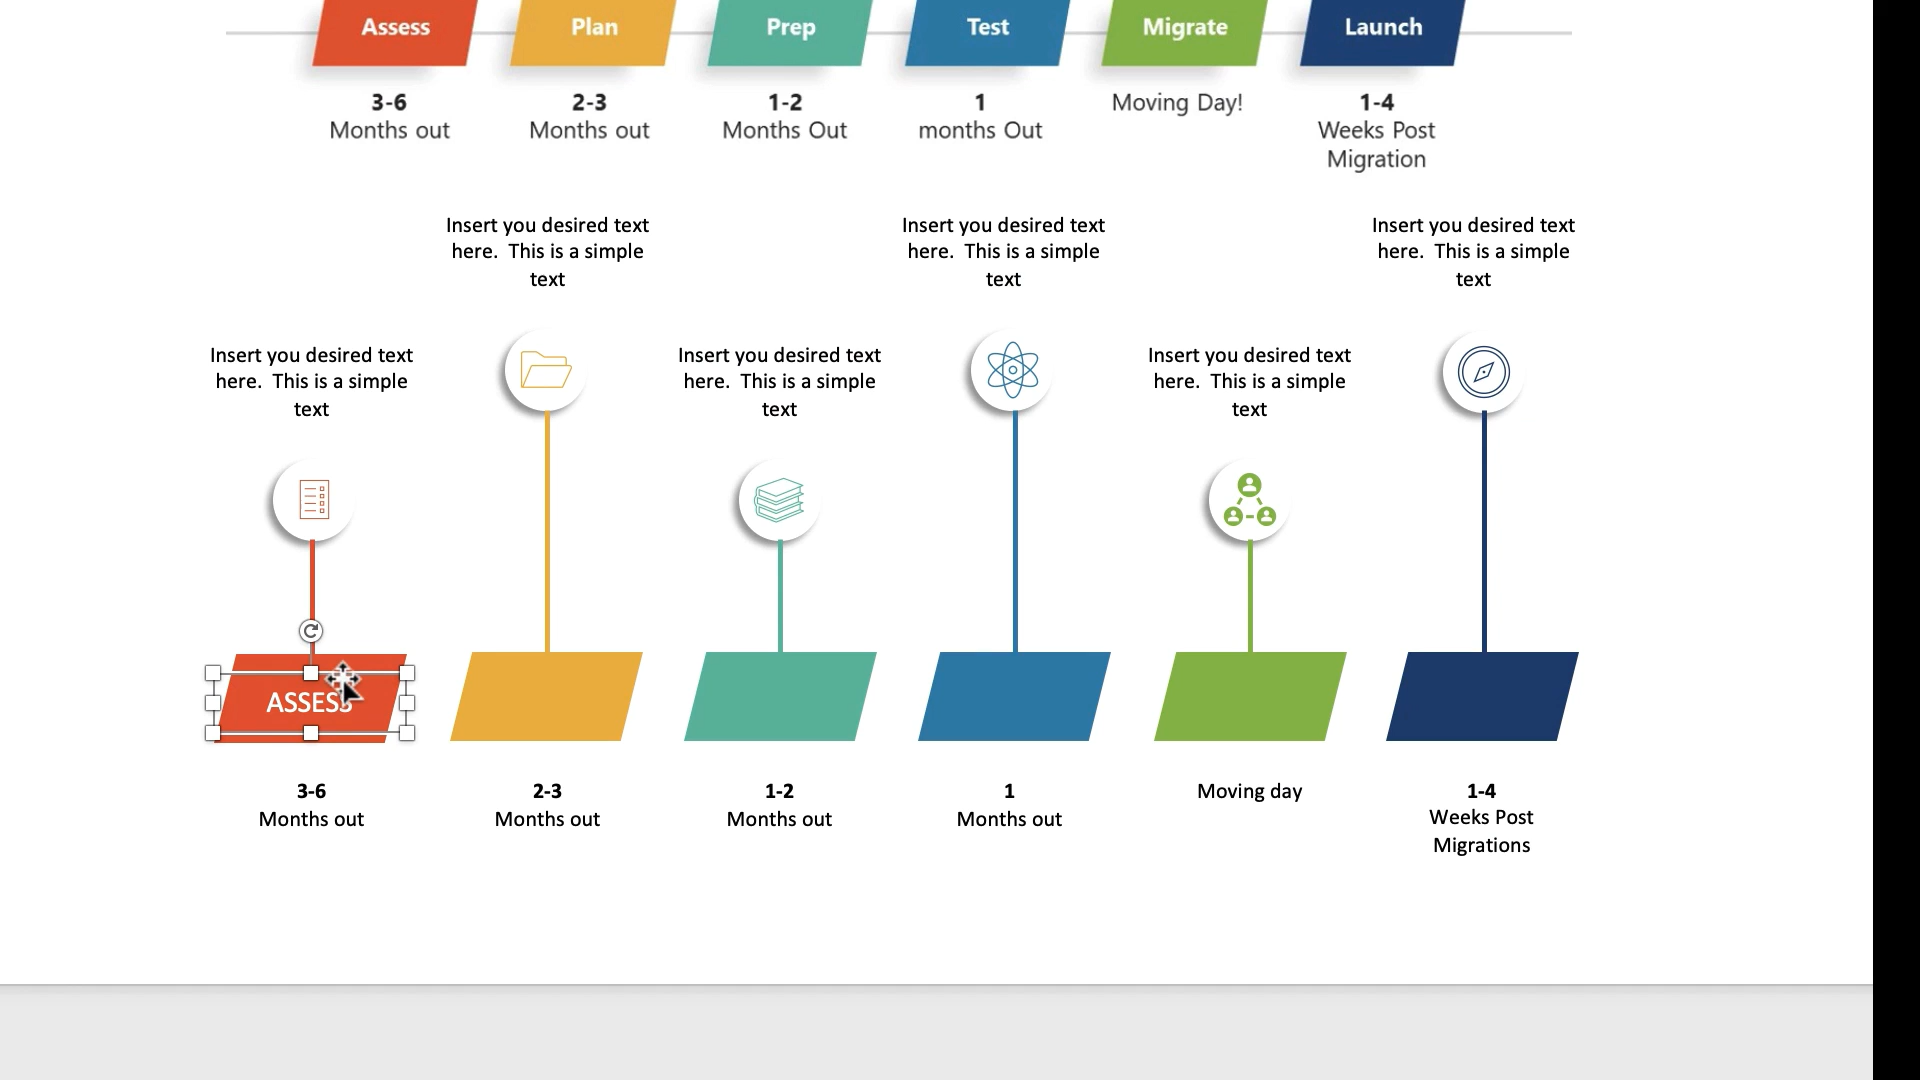 Assess
Plan
Prep
Test
Migrate
Launch
3-6
Months out
2-3
Months out
1-2
Months Out
1
months Out
Moving Day!
1-4
Weeks Post
Migration
Insert you desired text
here. This is a simple
text
Insert you desired text
here. This is a simple
text
Insert you desired text
here. This is a simple
text
Insert you desired text
here. This is a simple
text
Insert you desired text
here. This is a simple
text
Insert you desired text
here. This is a simple
text
ASSESS
3-6
Months out
2-3
Months out
1-2
Months out
1
Months out
Moving day
1-4
Weeks Post
Migrations